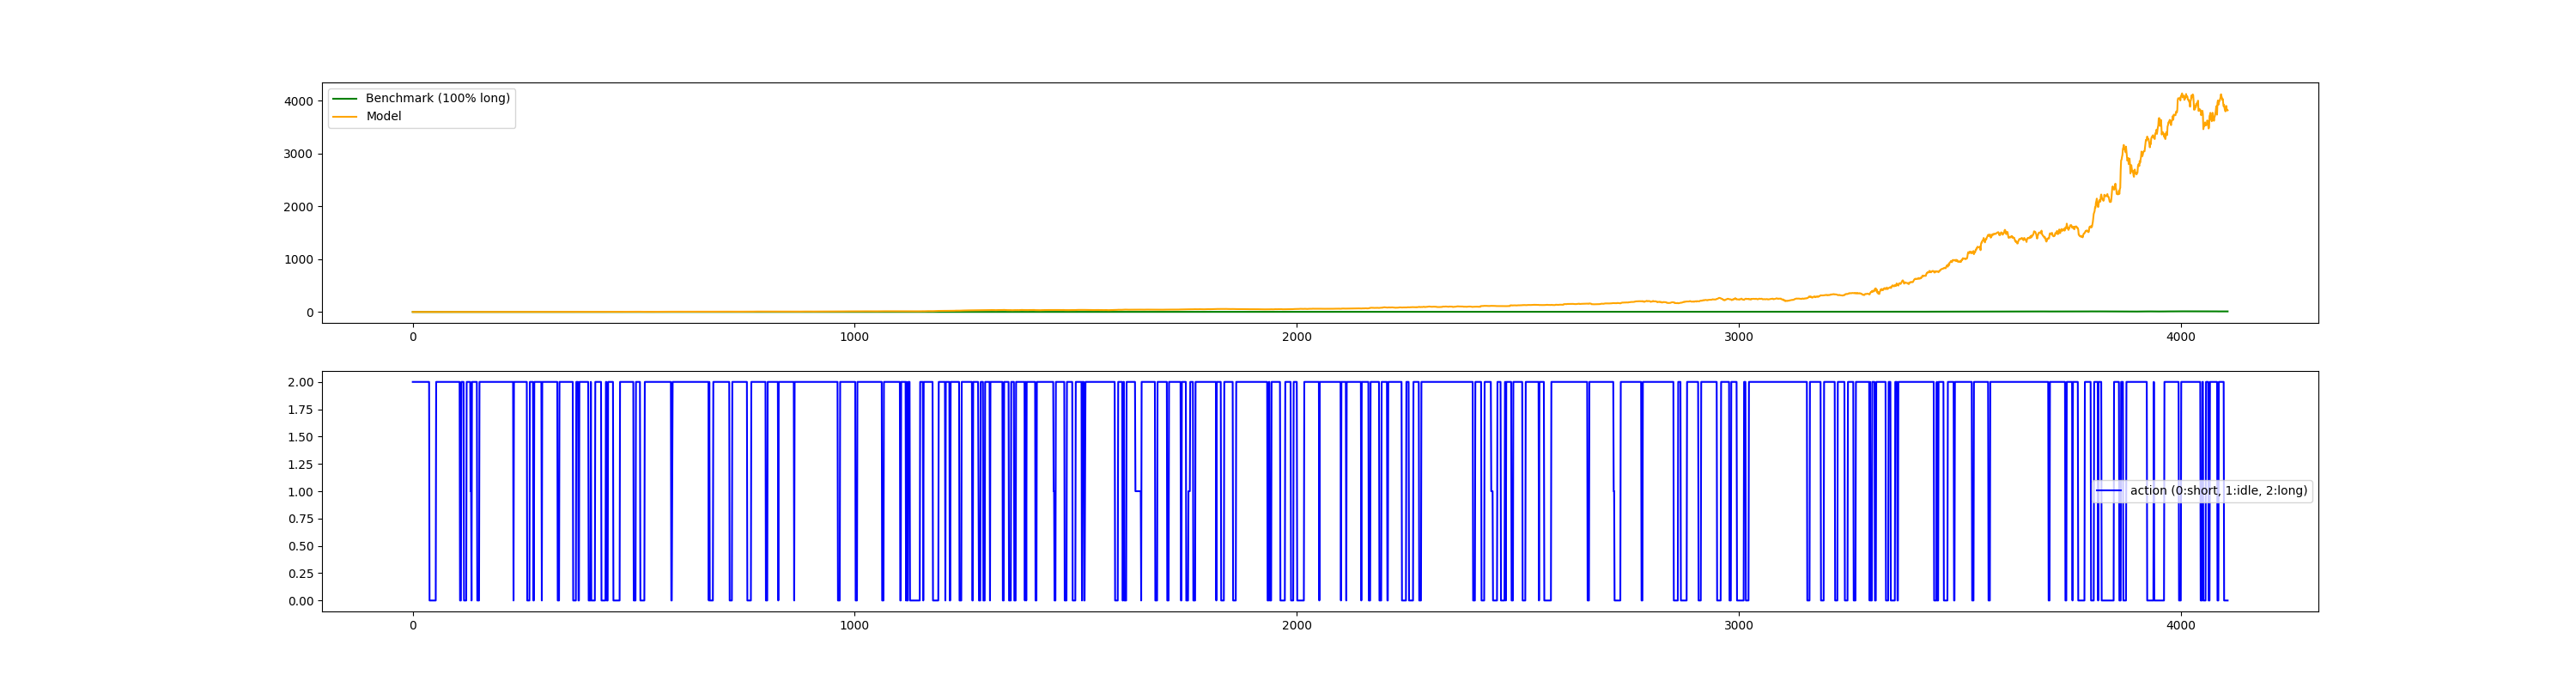 Benchmark (100% long)
Model
4000
3000
2000
1000
0
0 1000 2000 3000 4000
2.00
1.75
1.50
1.25
1.00
0.75
0.50
0.25
0.00
action (0:short, 1:idle, 2:long)
0 1000 2000 3000 4000